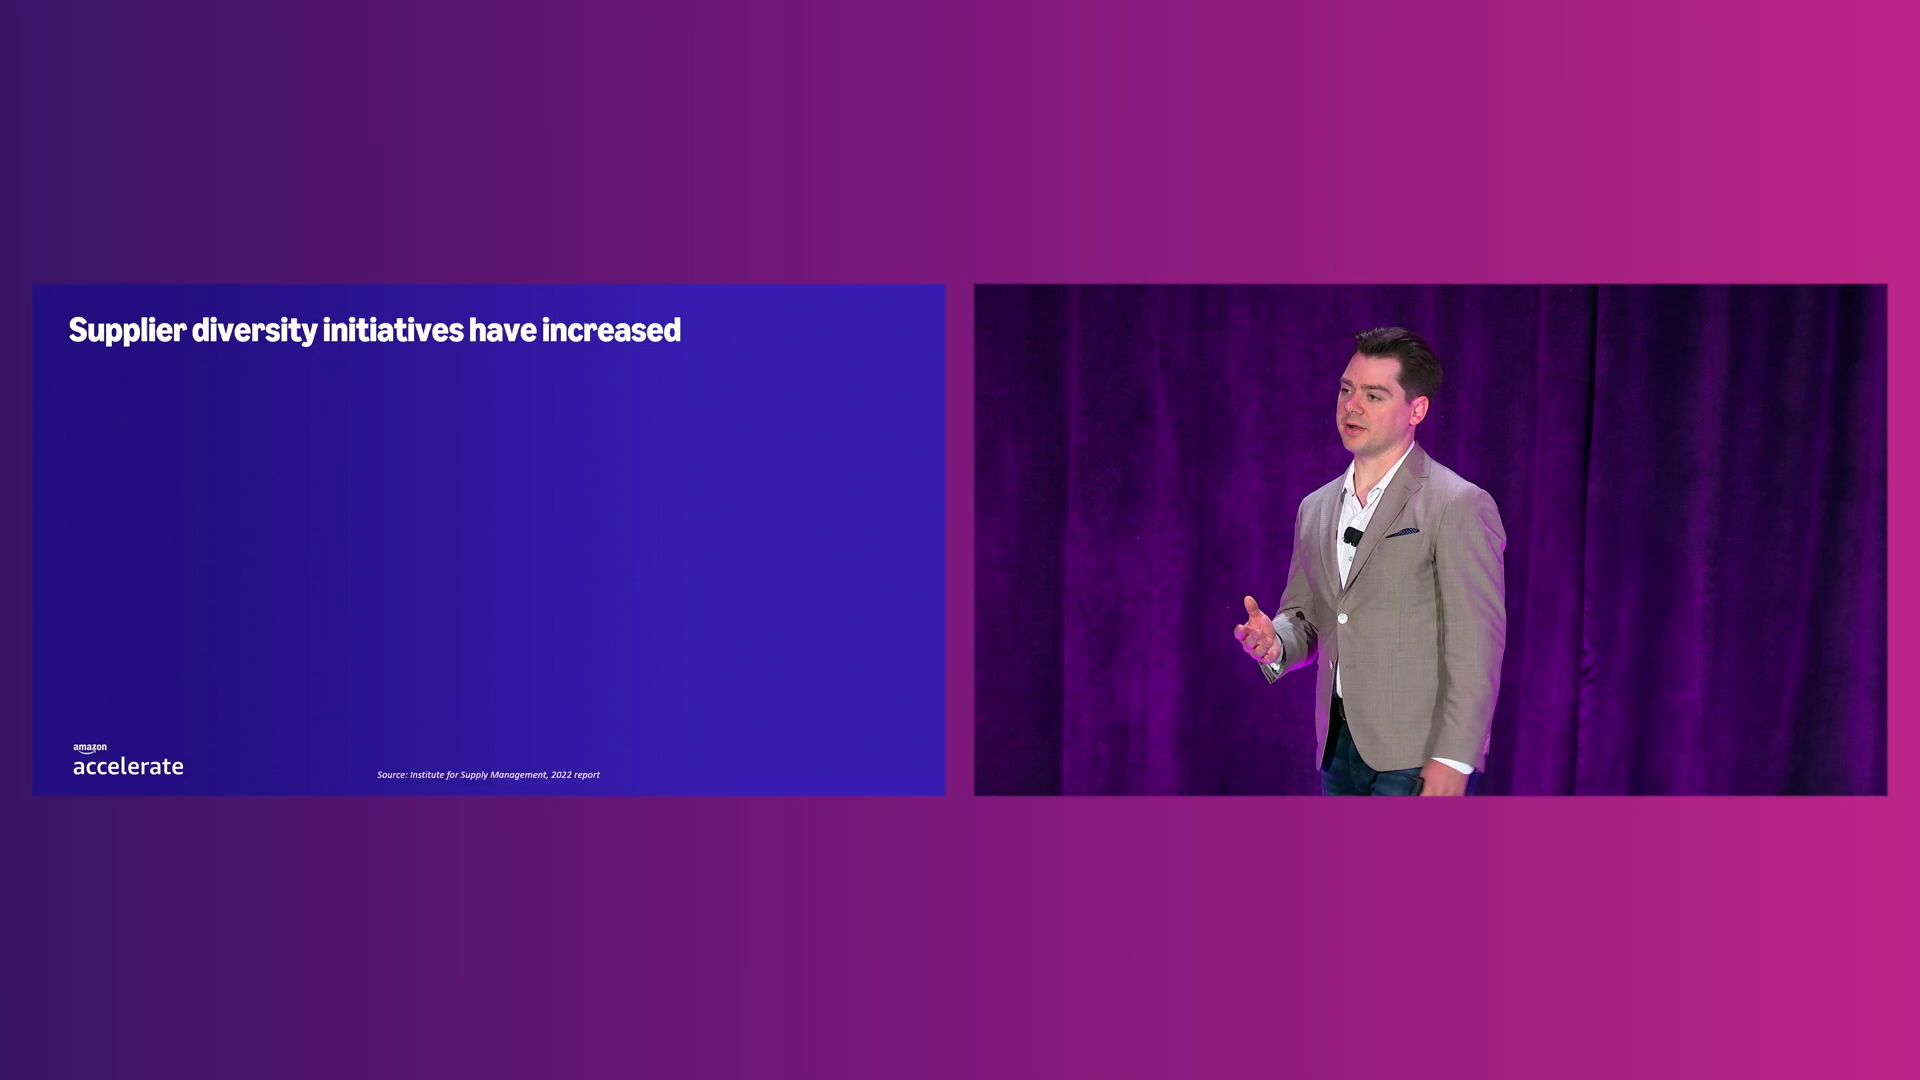 Supplier diversity initiatives have increased
amazon
accelerate
Source: Institute for Supply Management, 2022 report